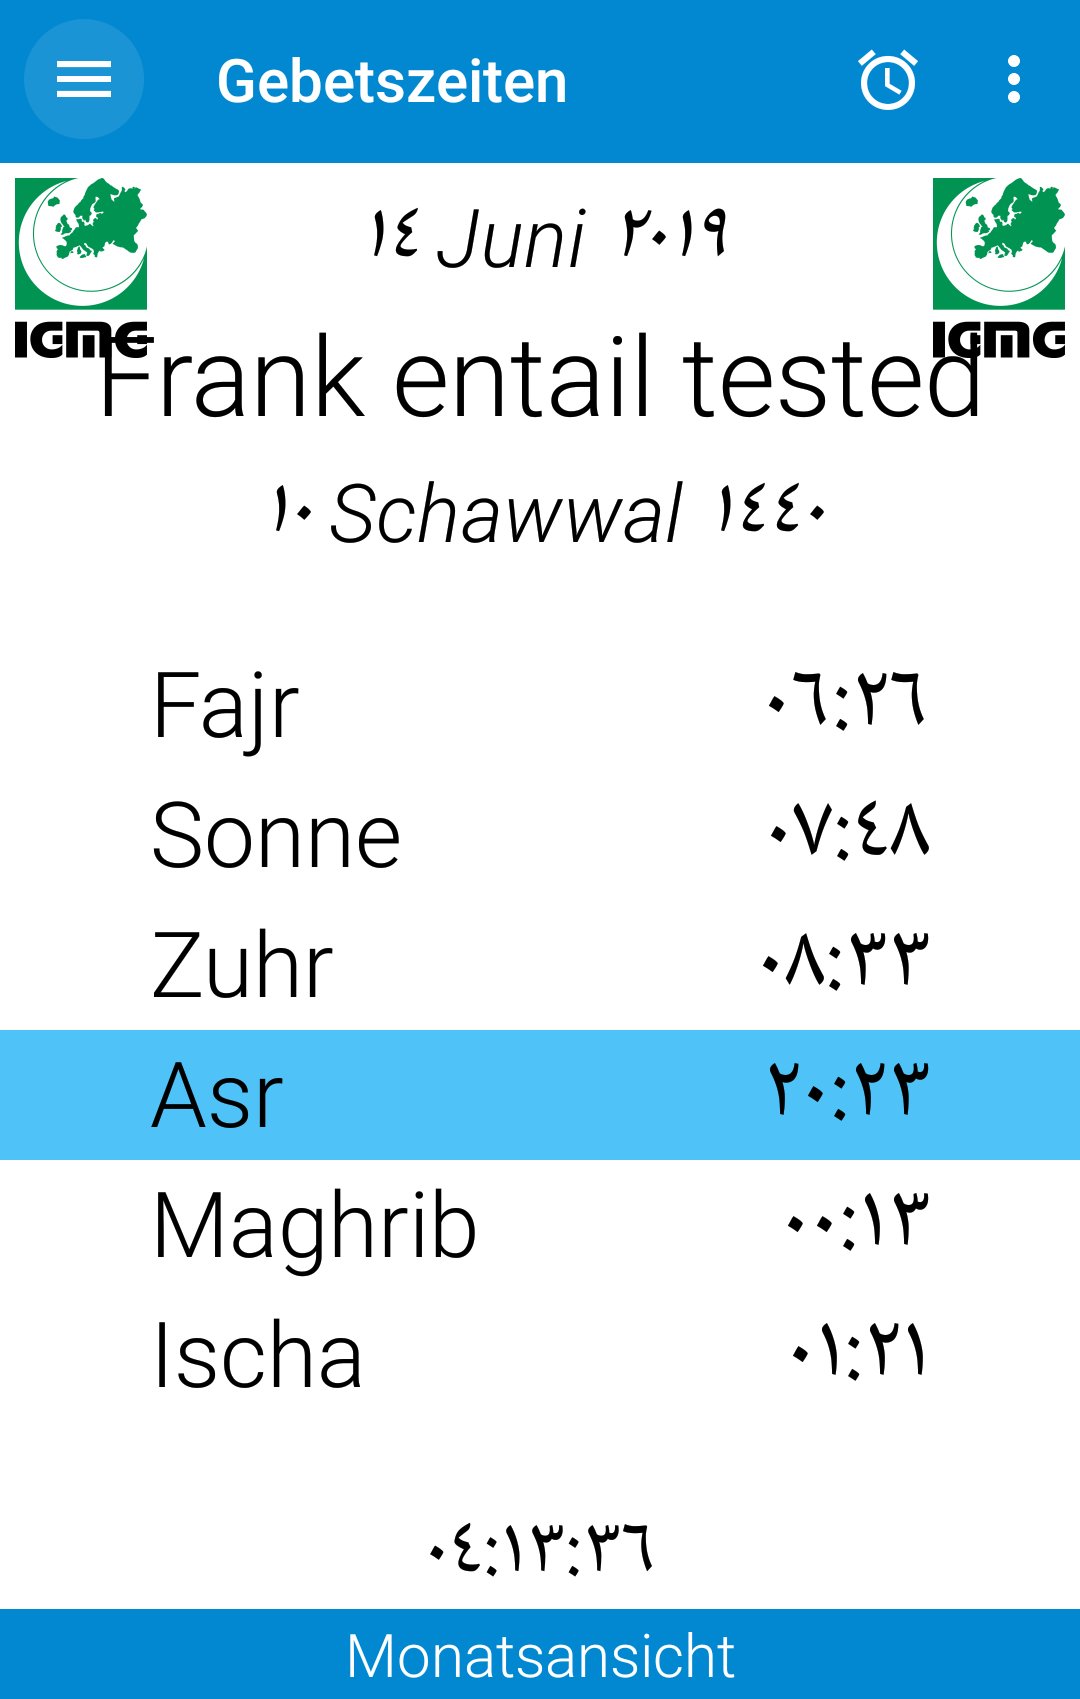 Gebetszeiten
١٤ Juni ٢٠١٩
IGMG
IGMG
Frank entail tested
١٠ Schawwal ١٤٤٠
Fajr ٠٦:٢٦
Sonne ٠٧:٤٨
Zuhr ٠٨:٣٣
Asr ٢٠:٢٣
Maghrib ٠٠:١٣
Ischa ٠١:٢١
٠٤:١٣:٣٦
Monatsansicht